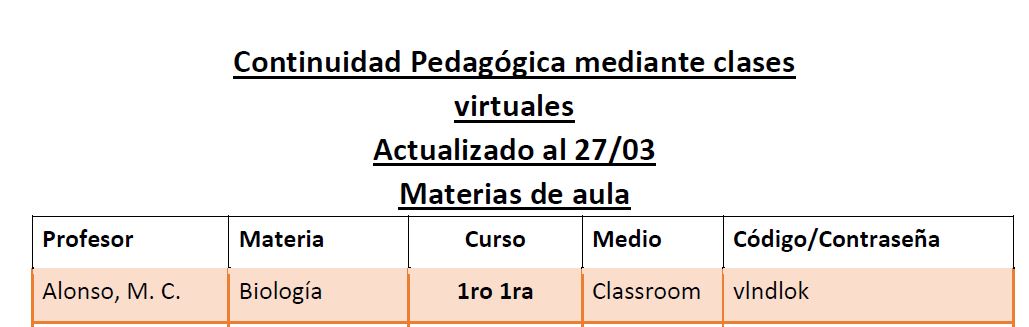 Continuidad Pedagógica mediante clases
virtuales
Actualizado al 27/03
Materias de aula
Profesor Materia Curso Medio Código/Contraseña
Alonso, M. C. Biología 1ro 1ra Classroom vlndlok